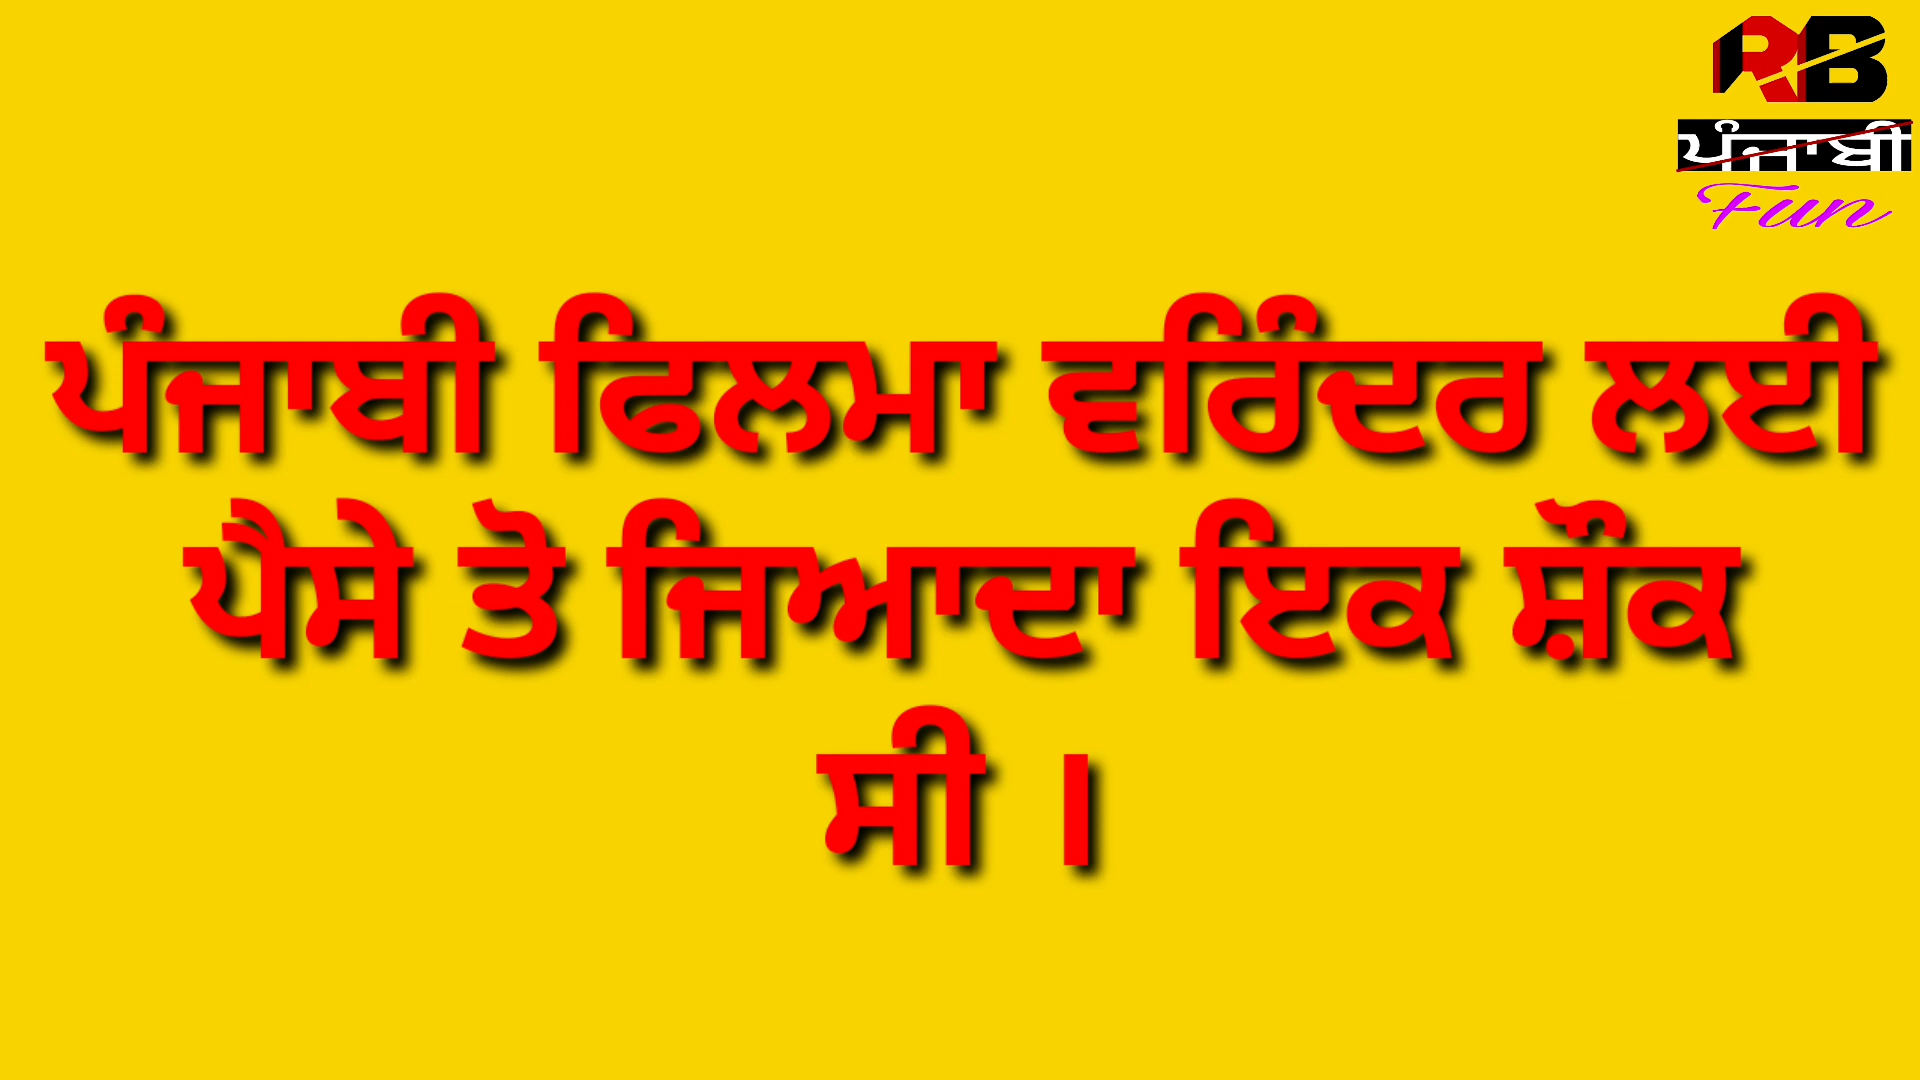 RB
ਪੰਜਾਬੀ
Fun
ਪੰਜਾਬੀ ਫਿਲਮਾ ਵਰਿੰਦਰ ਲਈ
ਪੈਸੇ ਤੋ ਜਿਆਦਾ ਇਕ ਸ਼ੌਕ
ਸੀ ।